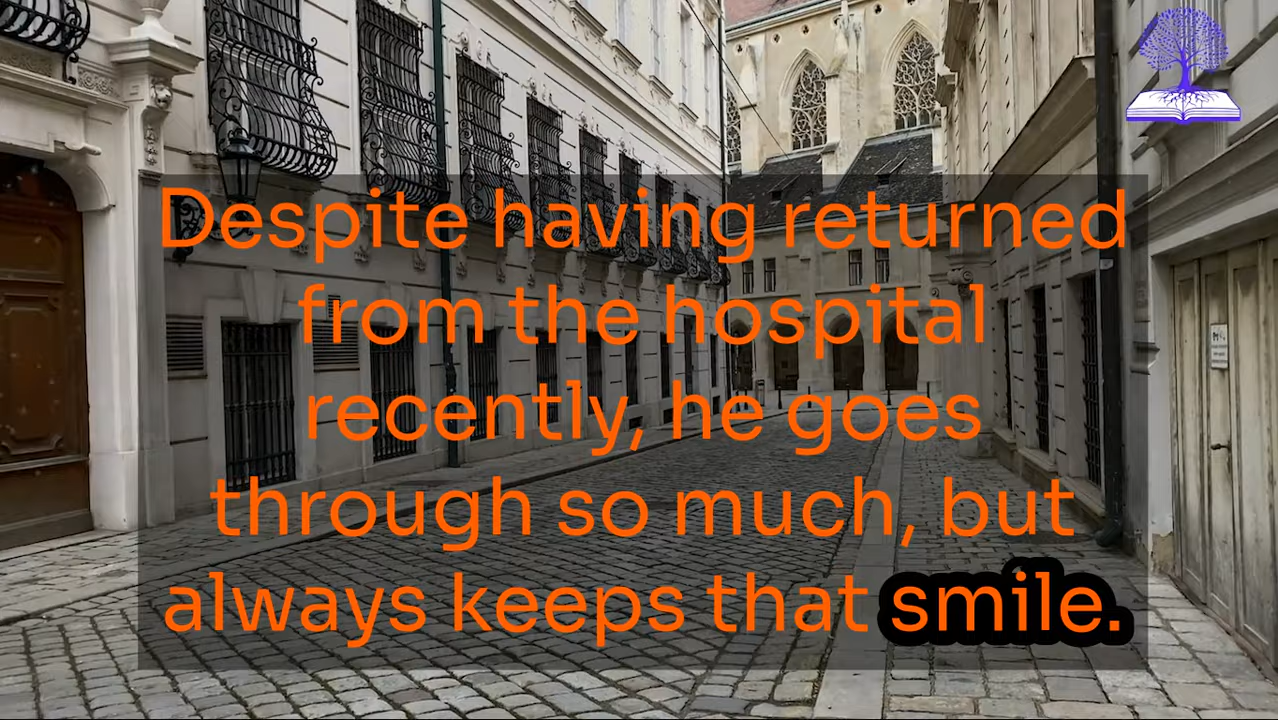 Despite having returned
from the hospital
recently, he goes
through so much, but
always keeps that smile.